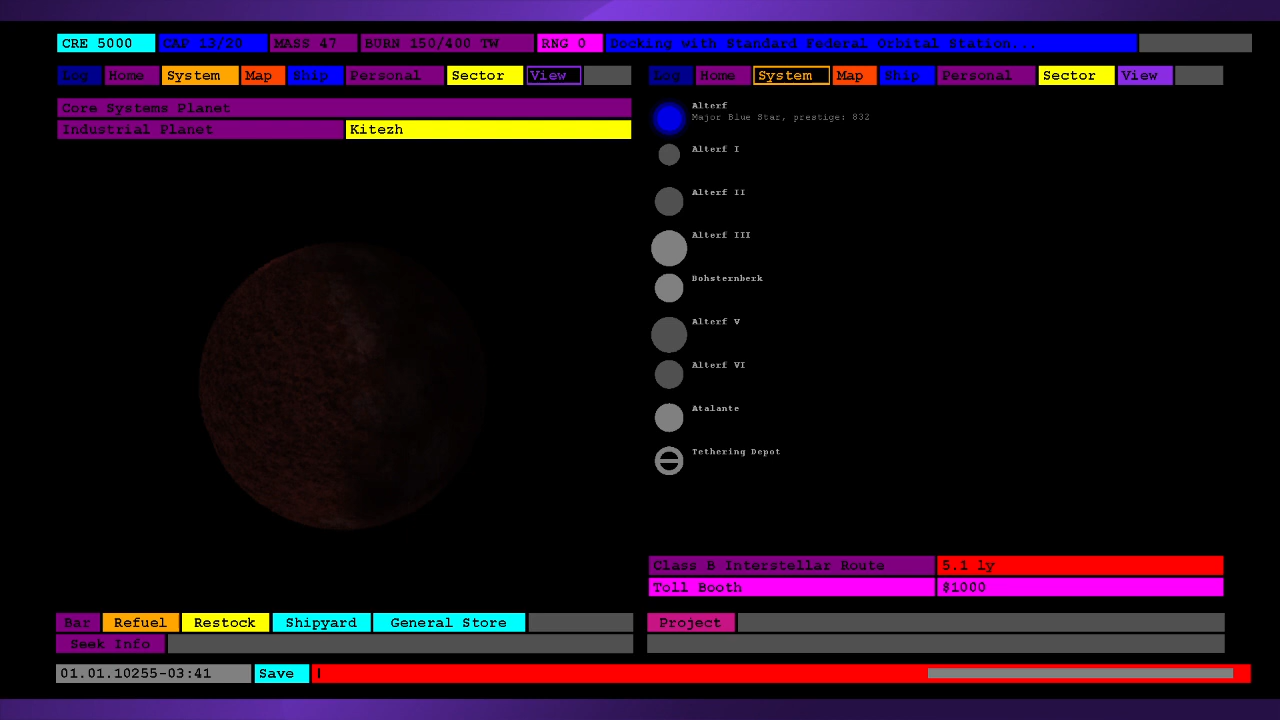 CRE 5000 CAP 13/20 MASS 47 BURN 150/400 TW RNG 0 Docking with Standard Federal Orbital Station...
Log Home System Map Ship Personal Sector View
Log Home System Map Ship Personal Sector View
Core Systems Planet
Industrial Planet Kitezh
Alterf
Major Blue Star, prestige: 832
Alterf I
Alterf II
Alterf III
Bohsternberk
Alterf V
Alterf VI
Atalante
Tethering Depot
Class B Interstellar Route 5.1 ly
Toll Booth $1000
Bar Refuel Restock Shipyard General Store
Seek Info
Project
01.01.10255-03:41 Save